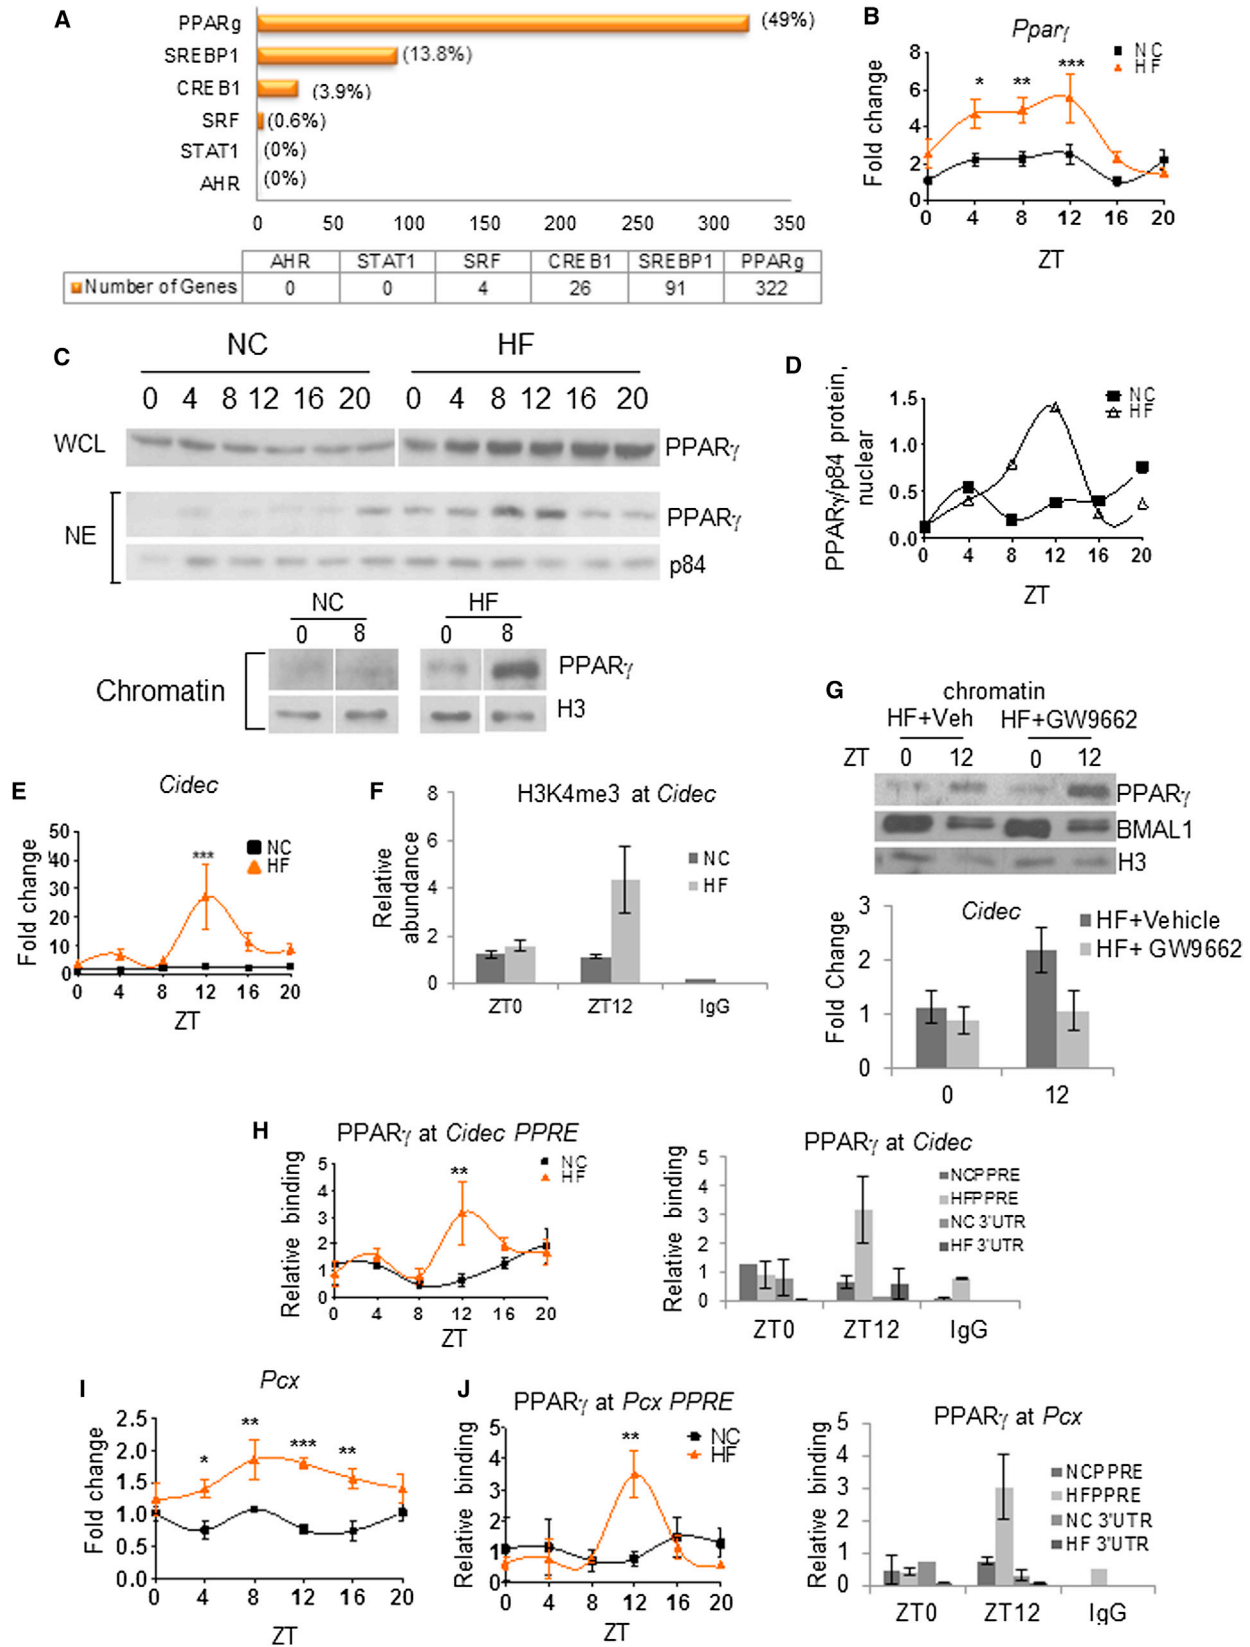 A
PPARg (49%)
SREBP1 (13.8%)
CREB1 (3.9%)
SRF (0.6%)
STAT1 (0%)
AHR (0%)
0 50 100 150 200 250 300 350
AHR STAT1 SRF CREB1 SREBP1 PPARg
Number of Genes 0 0 4 26 91 322
B
Pparγ
NC
HF
* ** ***
Fold change
8
6
4
2
0
0 4 8 12 16 20
ZT
C
NC HF
0 4 8 12 16 20 0 4 8 12 16 20
WCL PPARγ
NE PPARγ
p84
NC HF
0 8 0 8
Chromatin PPARγ
H3
D
NC
HF
PPARγ/p84 protein,
nuclear
1.5
1.0
0.5
0.0
0 4 8 12 16 20
ZT
E
Cidec
NC
HF
***
Fold change
50
40
30
20
10
0
0 4 8 12 16 20
ZT
F
H3K4me3 at Cidec
NC
HF
Relative
abundance
8
6
4
2
0
ZT0 ZT12 IgG
G
chromatin
HF+Veh HF+GW9662
ZT 0 12 0 12
PPARγ
BMAL1
H3
Cidec
HF+Vehicle
HF+ GW9662
Fold Change
3
2
1
0
0 12
H
PPARγ at Cidec PPRE
NC
HF
**
Relative binding
5
4
3
2
1
0
0 4 8 12 16 20
ZT
PPARγ at Cidec
NCPPRE
HFPPRE
NC 3'UTR
HF 3'UTR
Relative binding
5
4
3
2
1
0
ZT0 ZT12 IgG
I
Pcx
* ** *** **
Fold change
2.5
2.0
1.5
1.0
0.5
0.0
0 4 8 12 16 20
ZT
J
PPARγ at Pcx PPRE
NC
HF
**
Relative binding
5
4
3
2
1
0
0 4 8 12 16 20
ZT
PPARγ at Pcx
NCPPRE
HFPPRE
NC 3'UTR
HF 3'UTR
Relative binding
5
4
3
2
1
0
ZT0 ZT12 IgG